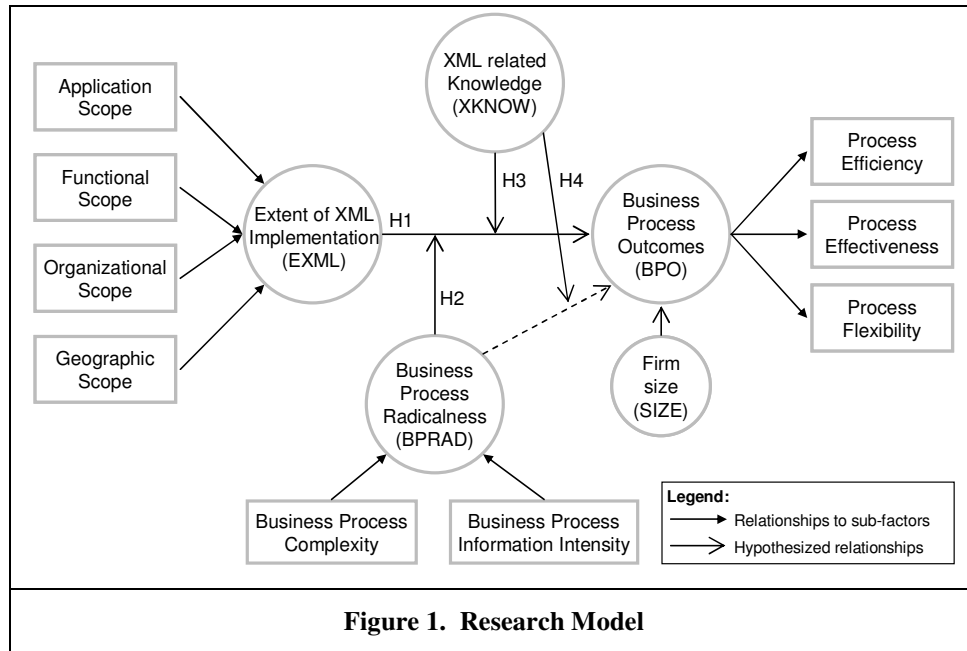 Application
Scope
Functional
Scope
Organizational
Scope
Geographic
Scope
Extent of XML
Implementation
(EXML)
H1
XML related
Knowledge
(XKNOW)
H3
H4
H2
Business
Process
Radicalness
(BPRAD)
Business Process
Complexity
Business Process
Information Intensity
Business
Process
Outcomes
(BPO)
Firm
size
(SIZE)
Process
Efficiency
Process
Effectiveness
Process
Flexibility
Legend:
Relationships to sub-factors
Hypothesized relationships
Figure 1. Research Model